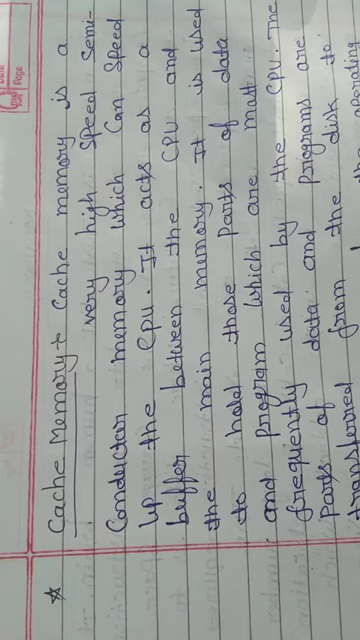 Date
Page
* Cache Memory → Cache memory is a
very high speed semi-
Conductor memory which can speed
up the CPU. It acts as a
buffer between the CPU and
the main memory. It is used
to hold those parts of data
and program which are most
frequently used by the CPU. The
parts of data and programs are
transferred from the disk to